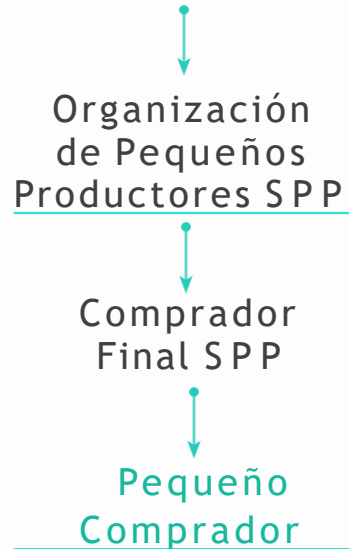 Organización
de Pequeños
Productores SPP
Comprador
Final SPP
Pequeño
Comprador